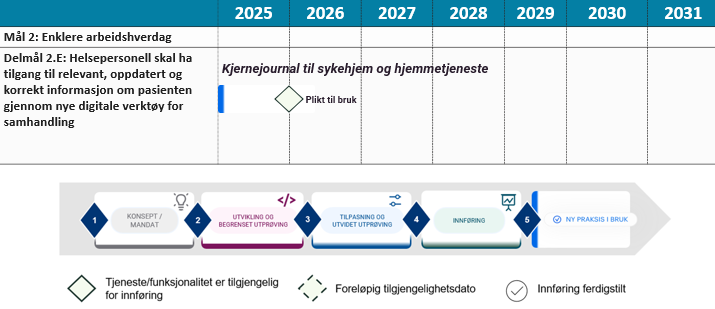 2025 2026 2027 2028 2029 2030 2031
Mål 2: Enklere arbeidshverdag
Delmål 2.E: Helsepersonell skal ha
tilgang til relevant, oppdatert og
korrekt informasjon om pasienten
gjennom nye digitale verktøy for
samhandling
Kjernejournal til sykehjem og hjemmetjeneste
Plikt til bruk
1
KONSEPT /
MANDAT
2
</>
UTVIKLING OG
BEGRENSET UTPRØVING
3
TILPASNING OG
UTVIDET UTPRØVING
4
INNFØRING
5
NY PRAKSIS I BRUK
Tjeneste/funksjonalitet er tilgjengelig
for innføring
Foreløpig tilgjengelighetsdato
Innføring ferdigstilt